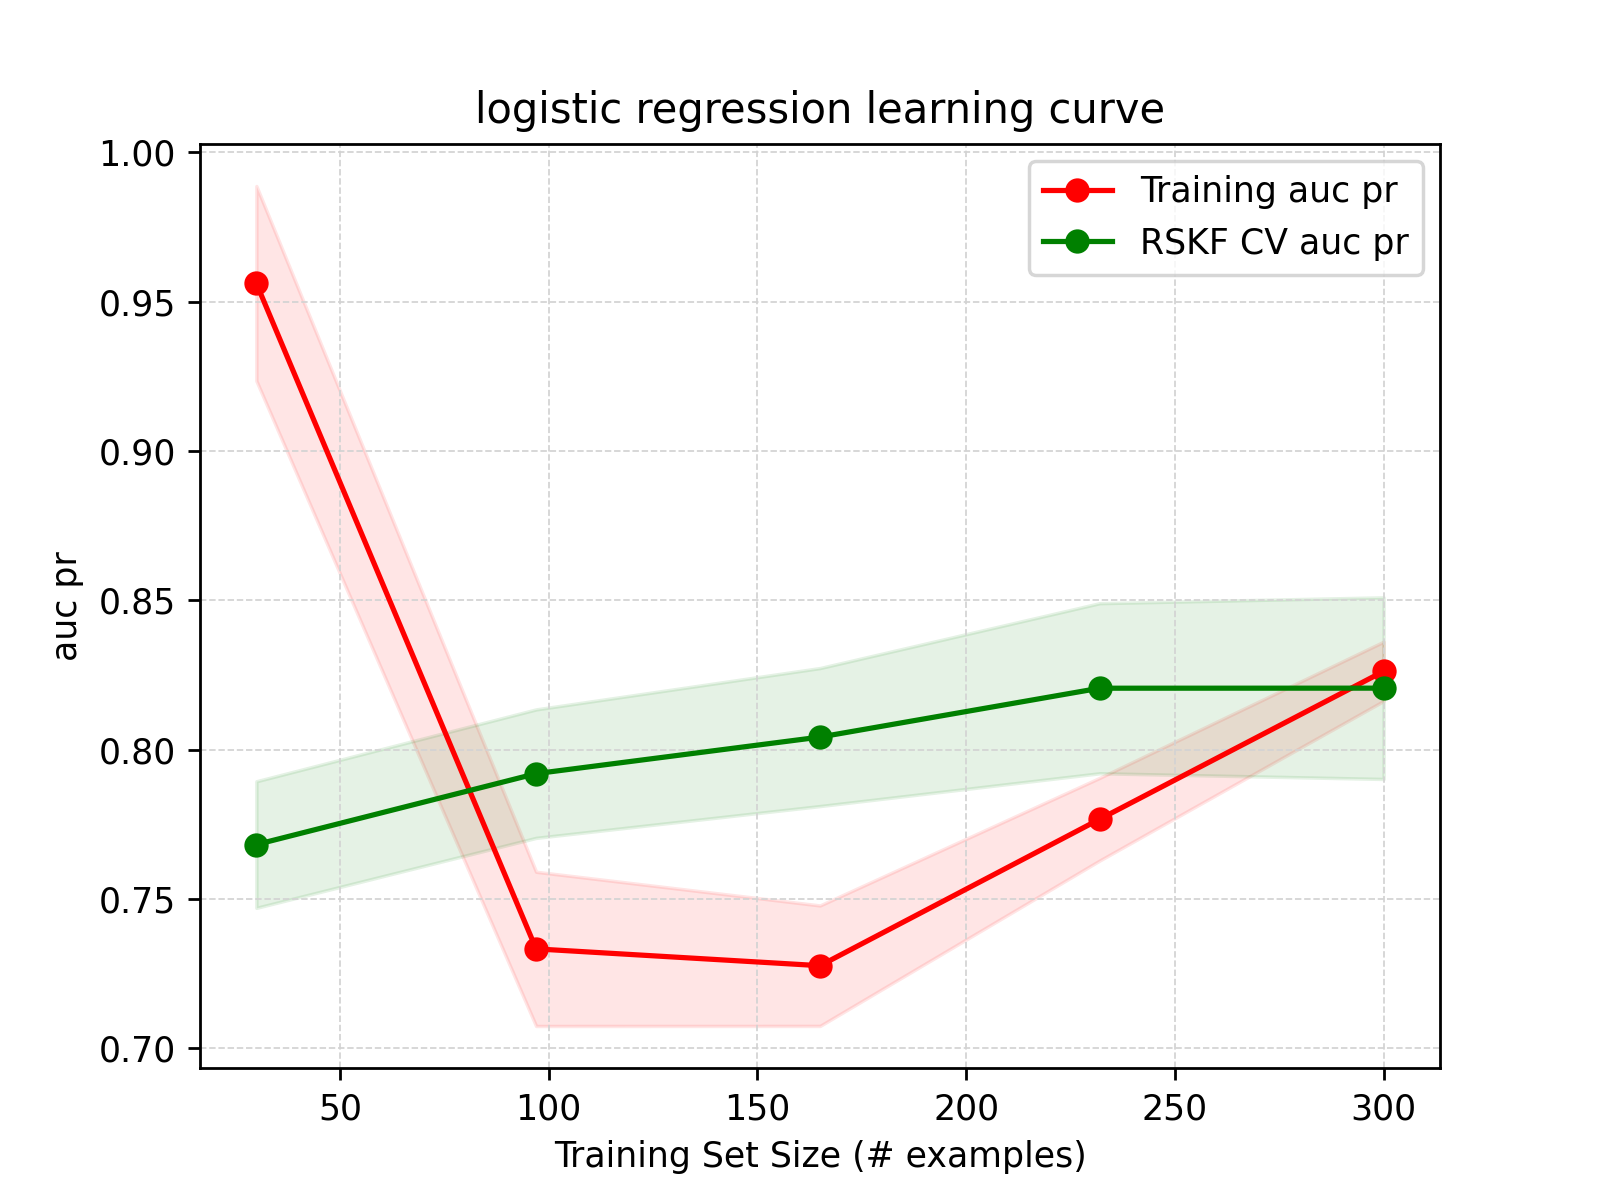 logistic regression learning curve
Training auc pr
RSKF CV auc pr
auc pr
1.00
0.95
0.90
0.85
0.80
0.75
0.70
50 100 150 200 250 300
Training Set Size (# examples)